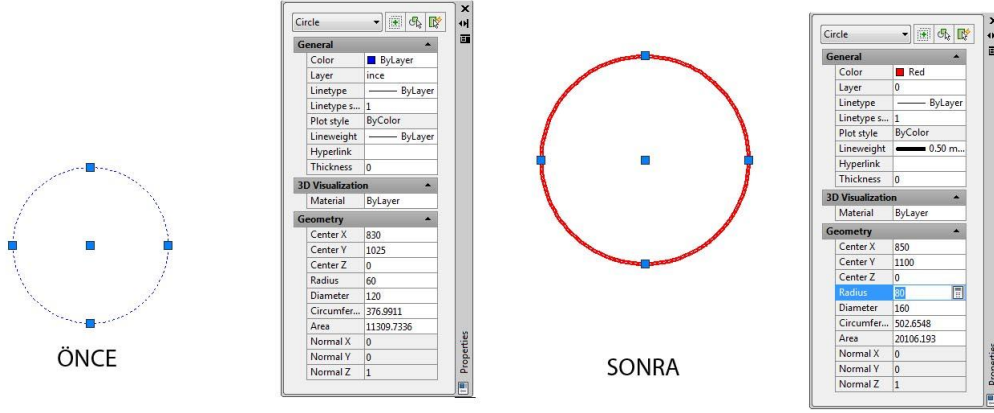 ÖNCE
Circle
General
Color ByLayer
Layer ince
Linetype ByLayer
Linetype s... 1
Plot style ByColor
Lineweight ByLayer
Hyperlink
Thickness 0
3D Visualization
Material ByLayer
Geometry
Center X 830
Center Y 1025
Center Z 0
Radius 60
Diameter 120
Circumfer... 376.9911
Area 11309.7336
Normal X 0
Normal Y 0
Normal Z 1
Properties
SONRA
Circle
General
Color Red
Layer 0
Linetype ByLayer
Linetype s... 1
Plot style ByColor
Lineweight 0.50 m...
Hyperlink
Thickness 0
3D Visualization
Material ByLayer
Geometry
Center X 850
Center Y 1100
Center Z 0
Radius 80
Diameter 160
Circumfer... 502.6548
Area 20106.193
Normal X 0
Normal Y 0
Normal Z 1
Properties